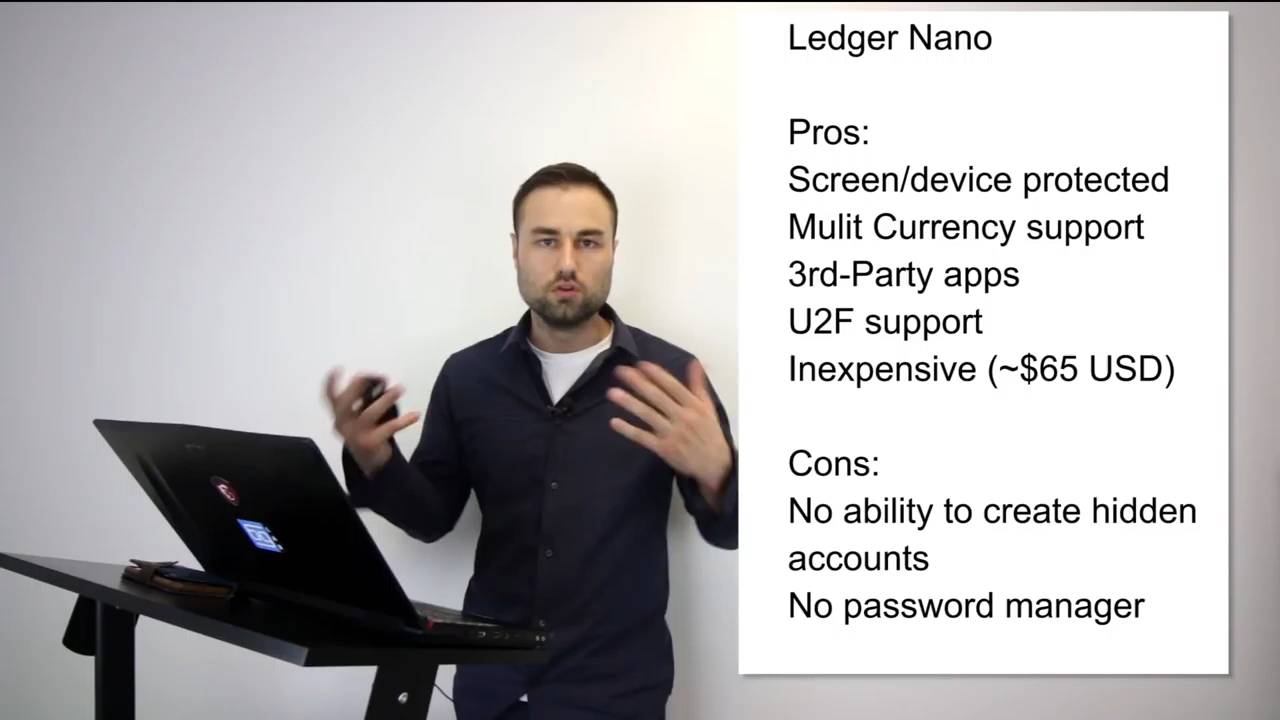 Ledger Nano
Pros:
Screen/device protected
Mulit Currency support
3rd-Party apps
U2F support
Inexpensive (~$65 USD)
Cons:
No ability to create hidden
accounts
No password manager